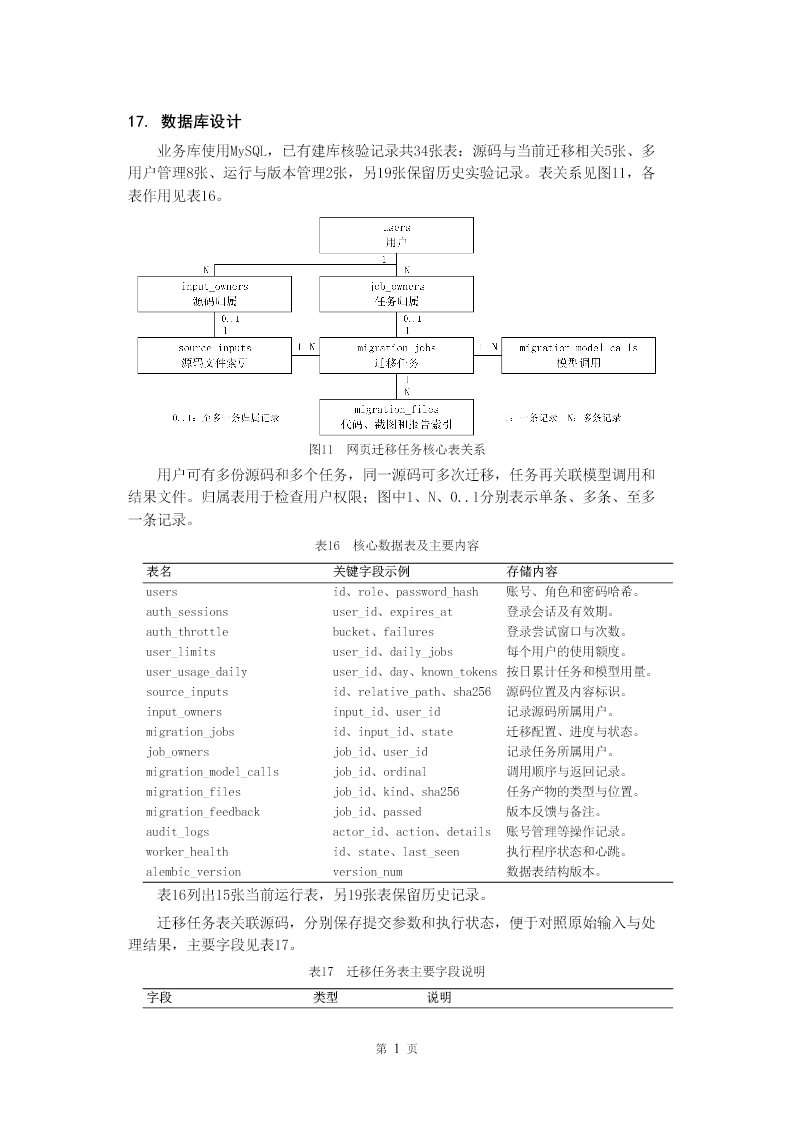 17. 数据库设计
业务库使用MySQL，已有建库核验记录共34张表：源码与当前迁移相关5张、多
用户管理8张、运行与版本管理2张，另19张保留历史实验记录。表关系见图11，各
表作用见表16。
users
用户
1
N N
input_owners job_owners
源码归属 任务归属
0..1 0..1
1 1
source_inputs 1 N migration_jobs 1 N migration_model_calls
源码文件索引 迁移任务 模型调用
1
N
migration_files
代码、截图和报告索引
0..1：至多一条归属记录 1：一条记录 N：多条记录
图11 网页迁移任务核心表关系
用户可有多份源码和多个任务，同一源码可多次迁移，任务再关联模型调用和
结果文件。归属表用于检查用户权限；图中1、N、0..1分别表示单条、多条、至多
一条记录。
表16 核心数据表及主要内容
表名 关键字段示例 存储内容
users id、role、password_hash 账号、角色和密码哈希。
auth_sessions user_id、expires_at 登录会话及有效期。
auth_throttle bucket、failures 登录尝试窗口与次数。
user_limits user_id、daily_jobs 每个用户的使用额度。
user_usage_daily user_id、day、known_tokens 按日累计任务和模型用量。
source_inputs id、relative_path、sha256 源码位置及内容标识。
input_owners input_id、user_id 记录源码所属用户。
migration_jobs id、input_id、state 迁移配置、进度与状态。
job_owners job_id、user_id 记录任务所属用户。
migration_model_calls job_id、ordinal 调用顺序与返回记录。
migration_files job_id、kind、sha256 任务产物的类型与位置。
migration_feedback job_id、passed 版本反馈与备注。
audit_logs actor_id、action、details 账号管理等操作记录。
worker_health id、state、last_seen 执行程序状态和心跳。
alembic_version version_num 数据表结构版本。
表16列出15张当前运行表，另19张表保留历史记录。
迁移任务表关联源码，分别保存提交参数和执行状态，便于对照原始输入与处
理结果，主要字段见表17。
表17 迁移任务表主要字段说明
字段 类型 说明
第 1 页